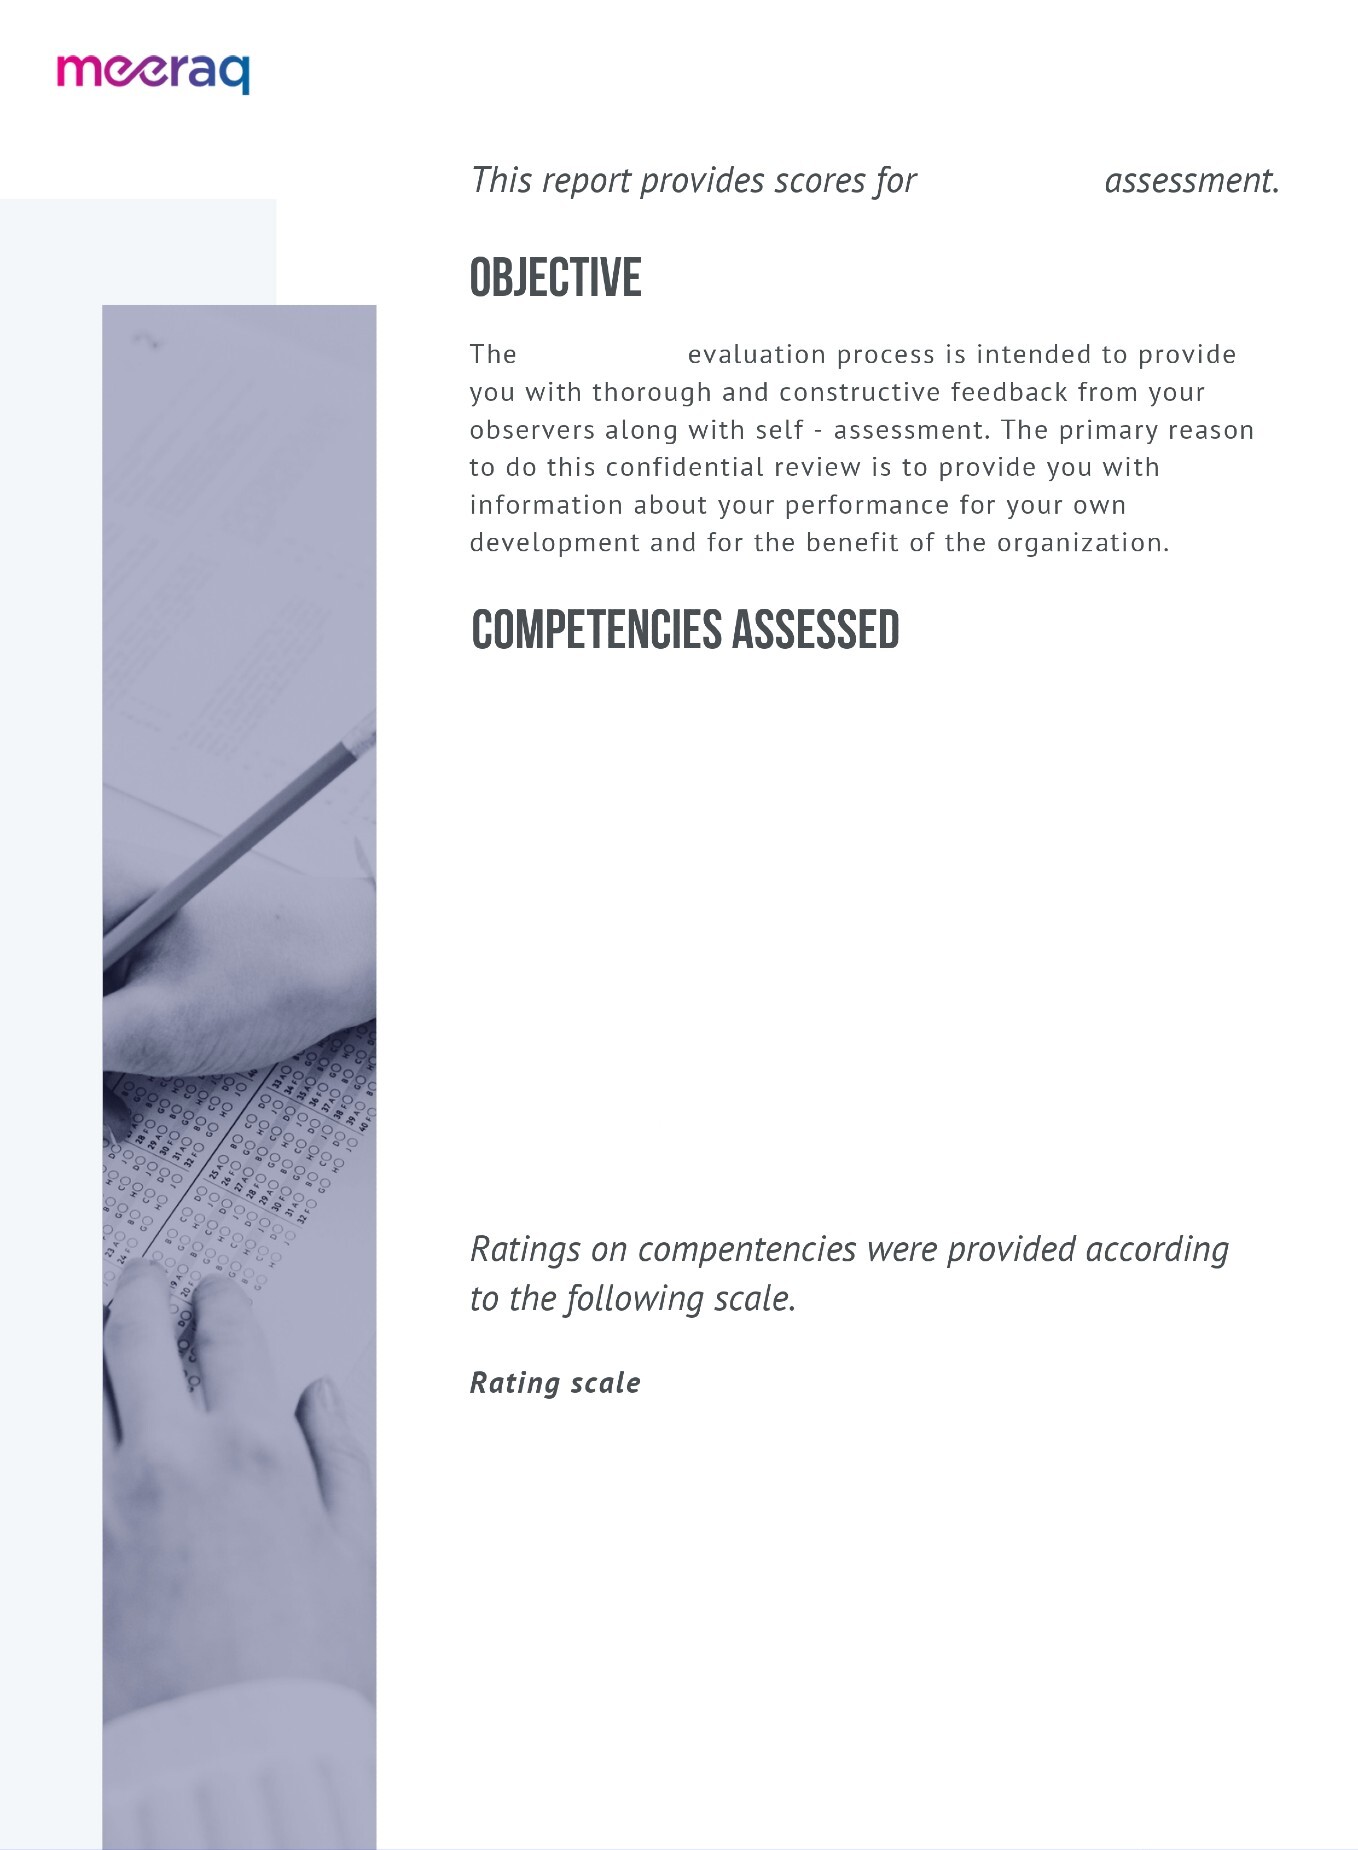 meeraq
This report provides scores for assessment.
OBJECTIVE
The evaluation process is intended to provide
you with thorough and constructive feedback from your
observers along with self - assessment. The primary reason
to do this confidential review is to provide you with
information about your performance for your own
development and for the benefit of the organization.
COMPETENCIES ASSESSED
Ratings on compentencies were provided according
to the following scale.
Rating scale